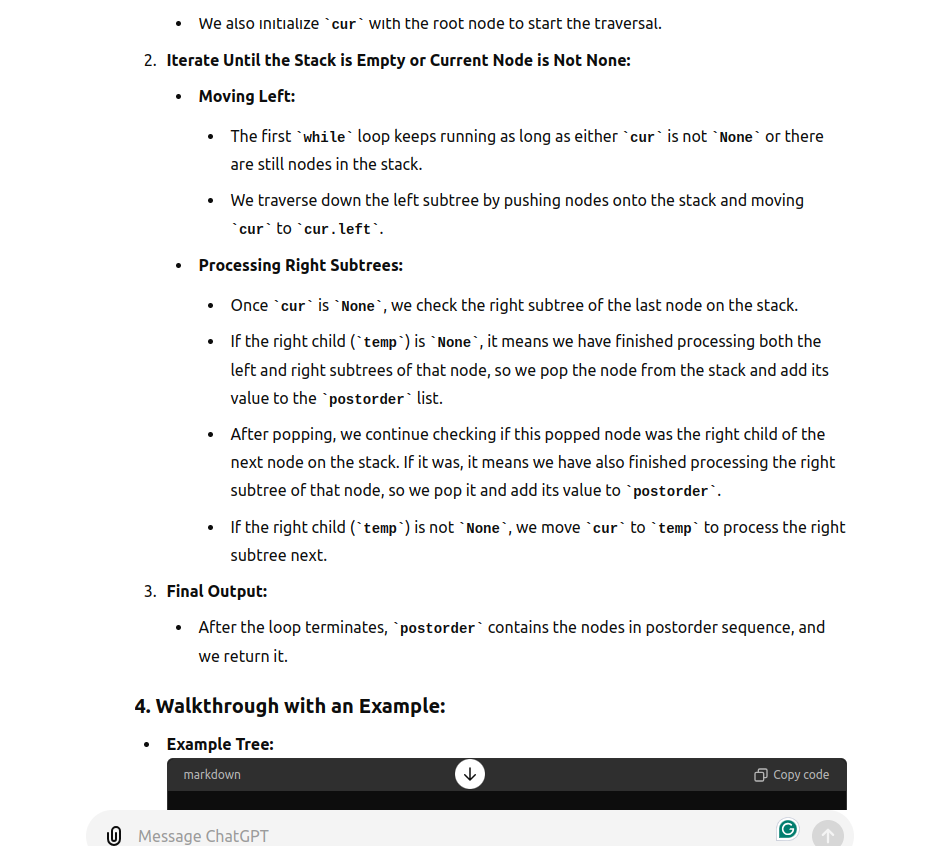 • We also initialize `cur` with the root node to start the traversal.
2. Iterate Until the Stack is Empty or Current Node is Not None:
• Moving Left:
• The first `while` loop keeps running as long as either `cur` is not `None` or there
are still nodes in the stack.
• We traverse down the left subtree by pushing nodes onto the stack and moving
`cur` to `cur.left`.
• Processing Right Subtrees:
• Once `cur` is `None`, we check the right subtree of the last node on the stack.
• If the right child (`temp`) is `None`, it means we have finished processing both the
left and right subtrees of that node, so we pop the node from the stack and add its
value to the `postorder` list.
• After popping, we continue checking if this popped node was the right child of the
next node on the stack. If it was, it means we have also finished processing the right
subtree of that node, so we pop it and add its value to `postorder`.
• If the right child (`temp`) is not `None`, we move `cur` to `temp` to process the right
subtree next.
3. Final Output:
• After the loop terminates, `postorder` contains the nodes in postorder sequence, and
we return it.
4. Walkthrough with an Example:
• Example Tree:
markdown
Copy code
Message ChatGPT